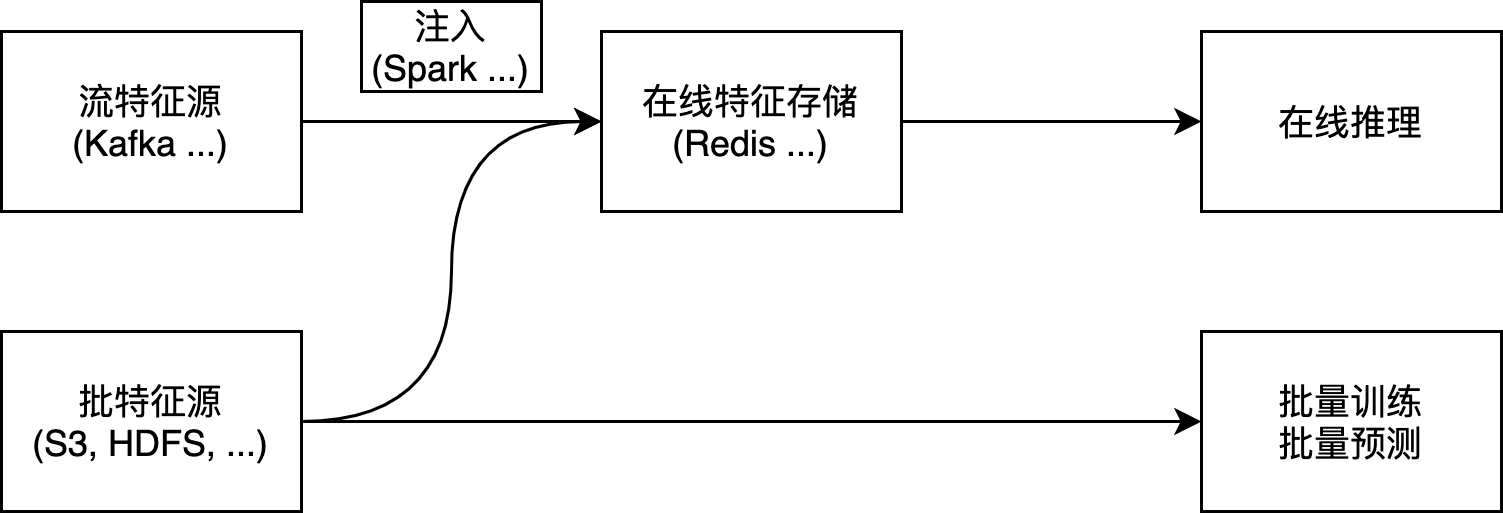 注入
(Spark ...)
流特征源
(Kafka ...)
在线特征存储
(Redis ...)
在线推理
批特征源
(S3, HDFS, ...)
批量训练
批量预测